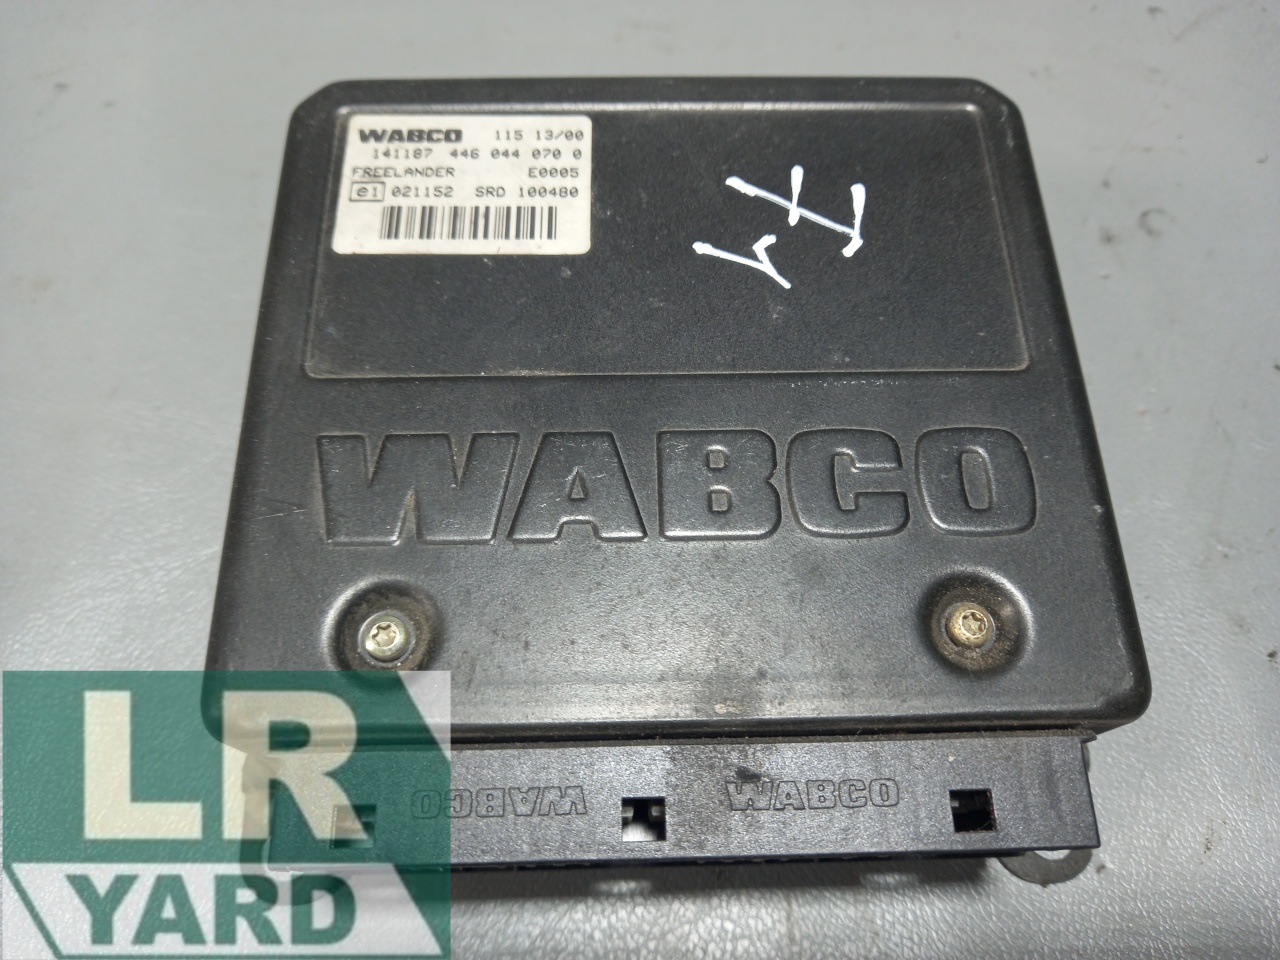 WABCO 115 13/00
141187 446 044 070 0
FREELANDER E0005
e1 021152 SRD 100480
WABCO
WABCO WABCO
LR
YARD